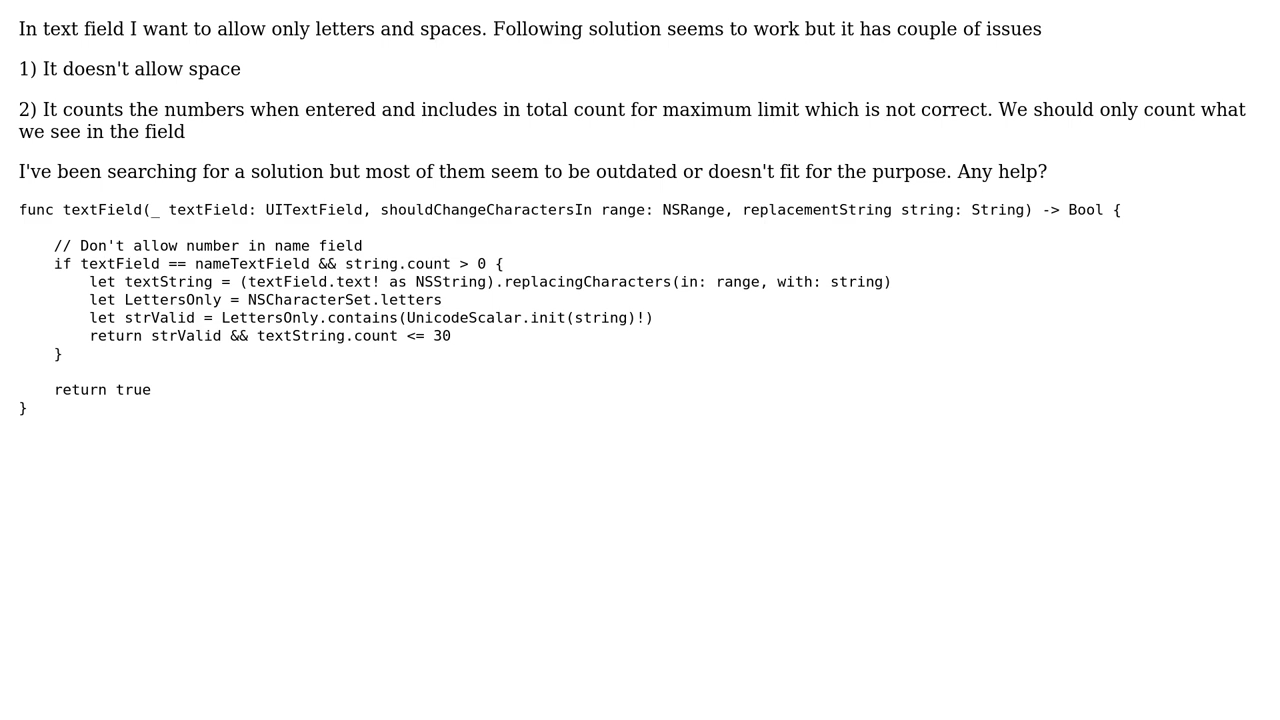 In text field I want to allow only letters and spaces. Following solution seems to work but it has couple of issues
1) It doesn't allow space
2) It counts the numbers when entered and includes in total count for maximum limit which is not correct. We should only count what
we see in the field
I've been searching for a solution but most of them seem to be outdated or doesn't fit for the purpose. Any help?
func textField(_ textField: UITextField, shouldChangeCharactersIn range: NSRange, replacementString string: String) -> Bool {
    // Don't allow number in name field
    if textField == nameTextField && string.count > 0 {
        let textString = (textField.text! as NSString).replacingCharacters(in: range, with: string)
        let LettersOnly = NSCharacterSet.letters
        let strValid = LettersOnly.contains(UnicodeScalar.init(string)!)
        return strValid && textString.count <= 30
    }
    return true
}